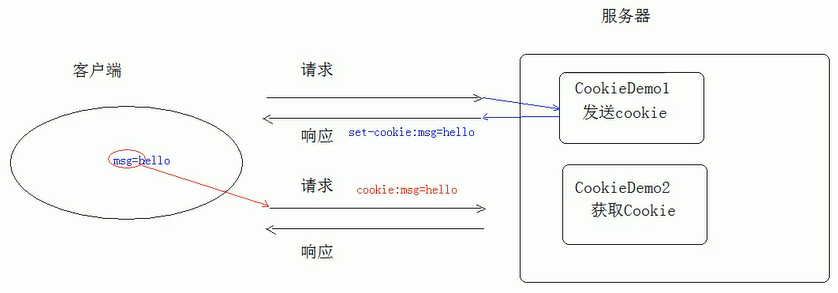 服务器
客户端
请求
CookieDemo1
发送cookie
响应
set-cookie:msg=hello
msg=hello
请求
cookie:msg=hello
CookieDemo2
获取Cookie
响应